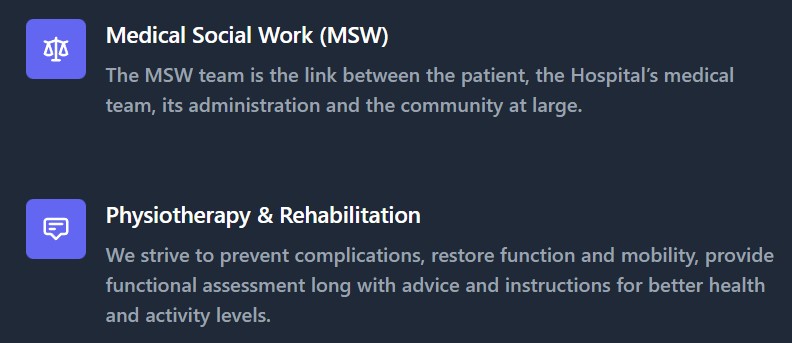 Medical Social Work (MSW)
The MSW team is the link between the patient, the Hospital’s medical
team, its administration and the community at large.
Physiotherapy & Rehabilitation
We strive to prevent complications, restore function and mobility, provide
functional assessment long with advice and instructions for better health
and activity levels.